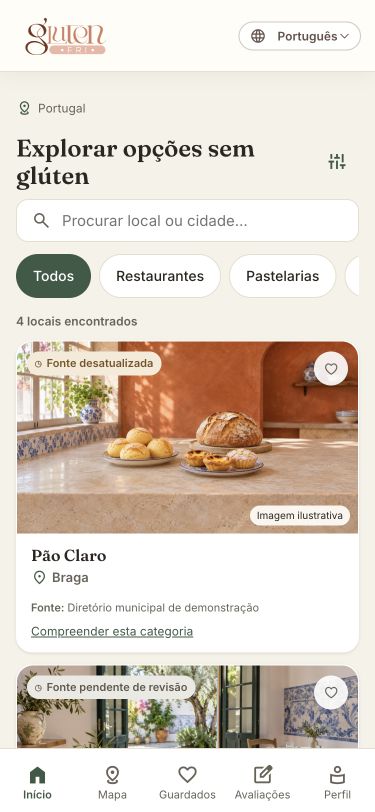 gluten
FRI
Português
Portugal
Explorar opções sem
glúten
Procurar local ou cidade...
Todos
Restaurantes
Pastelarias
4 locais encontrados
Fonte desatualizada
Imagem ilustrativa
Pão Claro
Braga
Fonte: Diretório municipal de demonstração
Compreender esta categoria
Fonte pendente de revisão
Início
Mapa
Guardados
Avaliações
Perfil